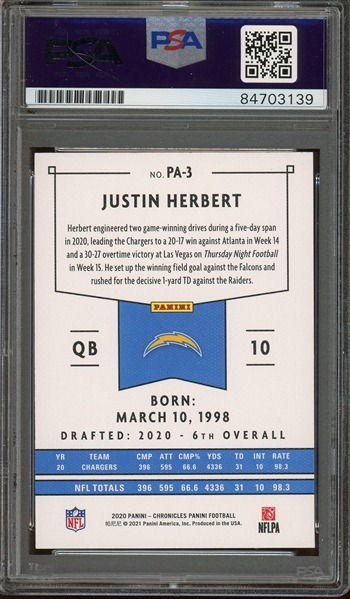 PSA
PSA
84703139
NO. PA-3
JUSTIN HERBERT
Herbert engineered two game-winning drives during a five-day span
in 2020, leading the Chargers to a 20-17 win against Atlanta in Week 14
and a 30-27 overtime victory at Las Vegas on Thursday Night Football
in Week 15. He set up the winning field goal against the Falcons and
rushed for the decisive 1-yard TD against the Raiders.
PANINI
QB
10
BORN:
MARCH 10, 1998
DRAFTED: 2020 - 6TH OVERALL
YR TEAM CMP ATT CMP% YDS TD INT RATE
20 CHARGERS 396 595 66.6 4336 31 10 98.3
NFL TOTALS 396 595 66.6 4336 31 10 98.3
NFL
2020 PANINI – CHRONICLES PANINI FOOTBALL
帕尼尼 © 2021 Panini America, Inc. Produced in the USA.
NFLPA